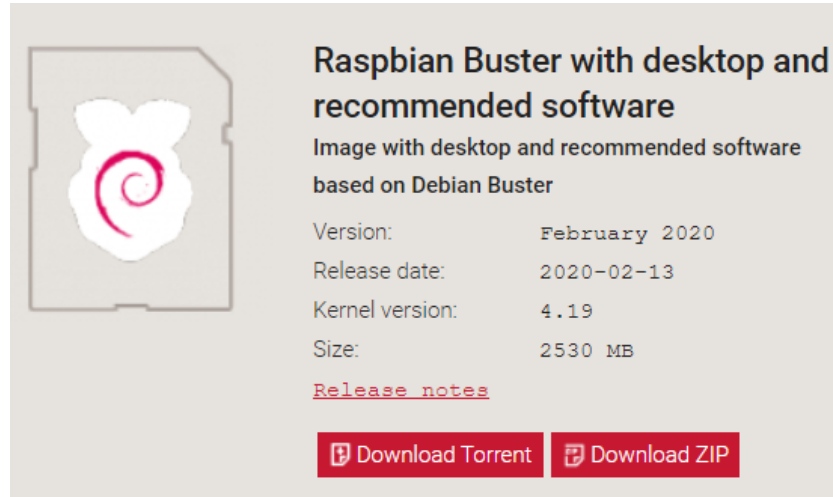 Raspbian Buster with desktop and
recommended software
Image with desktop and recommended software
based on Debian Buster
Version: February 2020
Release date: 2020-02-13
Kernel version: 4.19
Size: 2530 MB
Release notes
Download Torrent Download ZIP